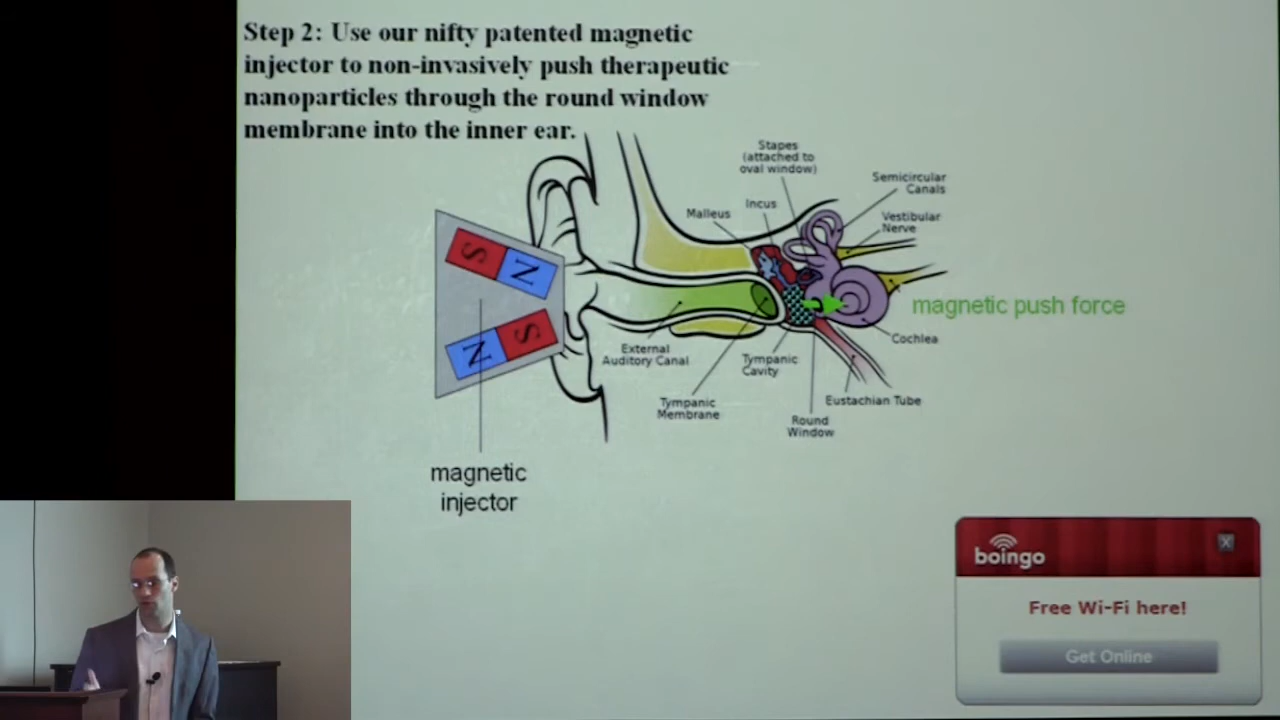 Step 2: Use our nifty patented magnetic
injector to non-invasively push therapeutic
nanoparticles through the round window
membrane into the inner ear.
Stapes
(attached to
oval window)
Semicircular
Canals
Malleus
Incus
Vestibular
Nerve
S
N
magnetic push force
N
S
Cochlea
External
Auditory Canal
Tympanic
Cavity
Tympanic
Membrane
Eustachian Tube
Round
Window
magnetic
injector
boingo
X
Free Wi-Fi here!
Get Online